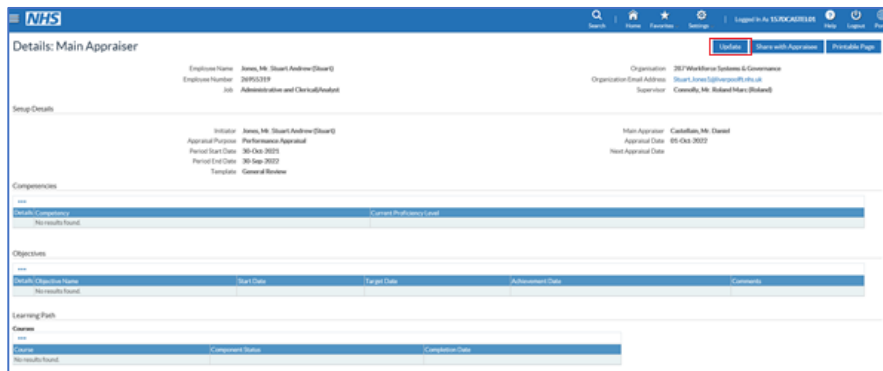 NHS
Search Home Favorites Settings Logged In As 157DCASTEL01 Help Logout
Details: Main Appraiser
Update Share with Appraisee Printable Page
Employee Name Jones, Mr. Stuart Andrew (Stuart) Organisation 287 Workforce Systems & Governance
Employee Number 26955319 Organization Email Address
Job Administrative and Clerical|Analyst Supervisor Connolly, Mr. Roland Marc (Roland)
Setup Details
Initiator Jones, Mr. Stuart Andrew (Stuart) Main Appraiser Castellain, Mr. Daniel
Appraisal Purpose Performance Appraisal Appraisal Date 01-Oct-2022
Period Start Date 30-Oct-2021 Next Appraisal Date
Period End Date 30-Sep-2022
Template General Review
Competencies
Details Competency Current Proficiency Level
No results found.
Objectives
Details Objective Name Start Date Target Date Achievement Date Comments
No results found.
Learning Path
Courses
Course Component Status Completion Date
No results found.